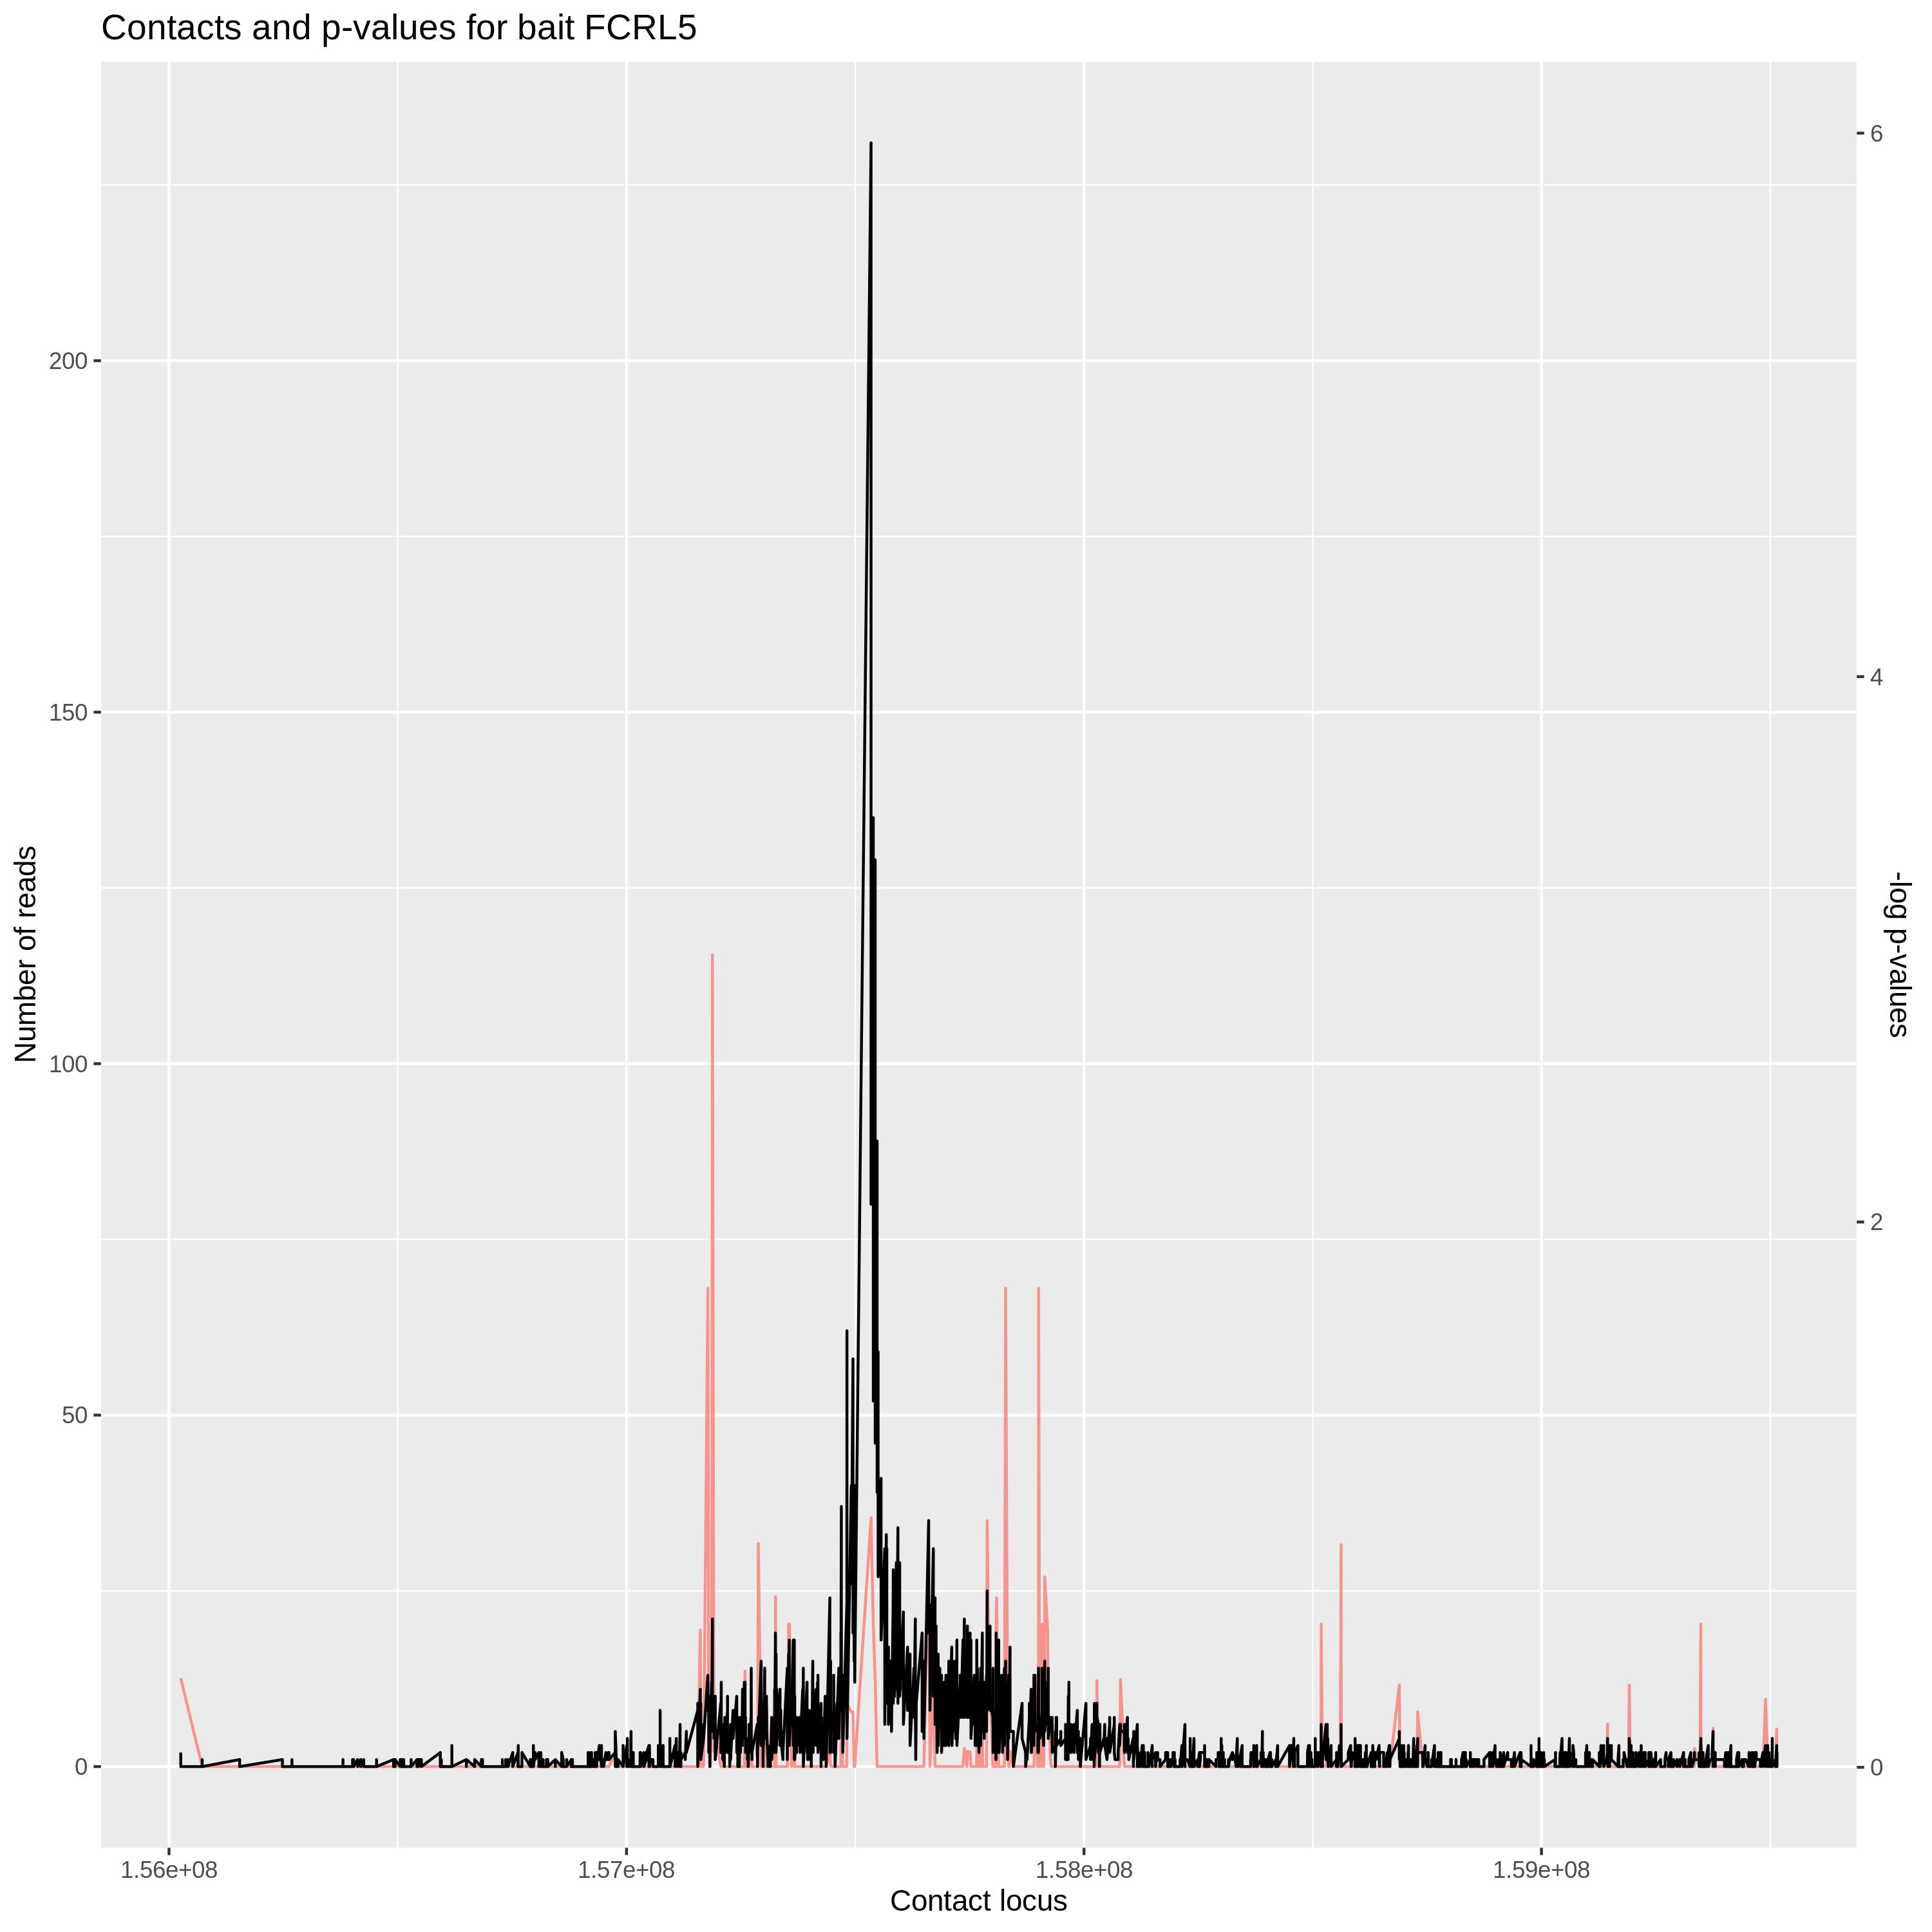 Contacts and p-values for bait FCRL5
Number of reads
200
150
100
50
0
6
4
2
0
-log p-values
1.56e+08
1.57e+08
1.58e+08
1.59e+08
Contact locus